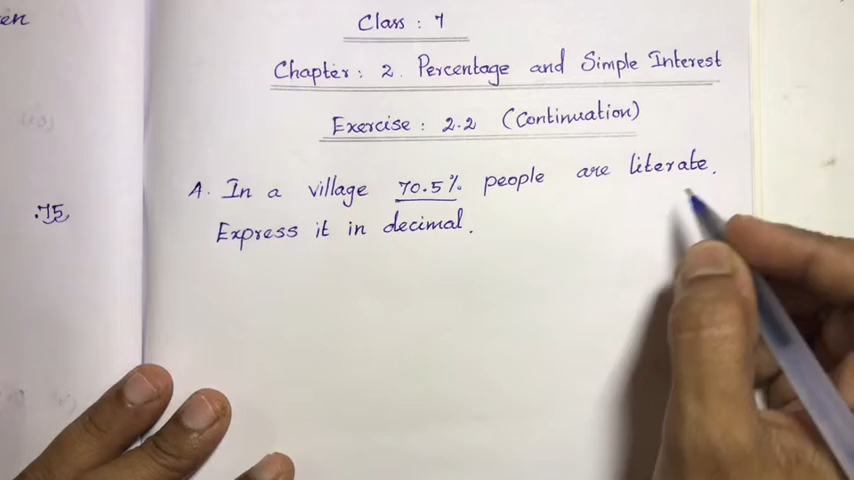 en
.75
Class : 7
Chapter : 2. Percentage and Simple Interest
Exercise : 2.2 (Continuation)
4. In a village 70.5% people are literate.
Express it in decimal.